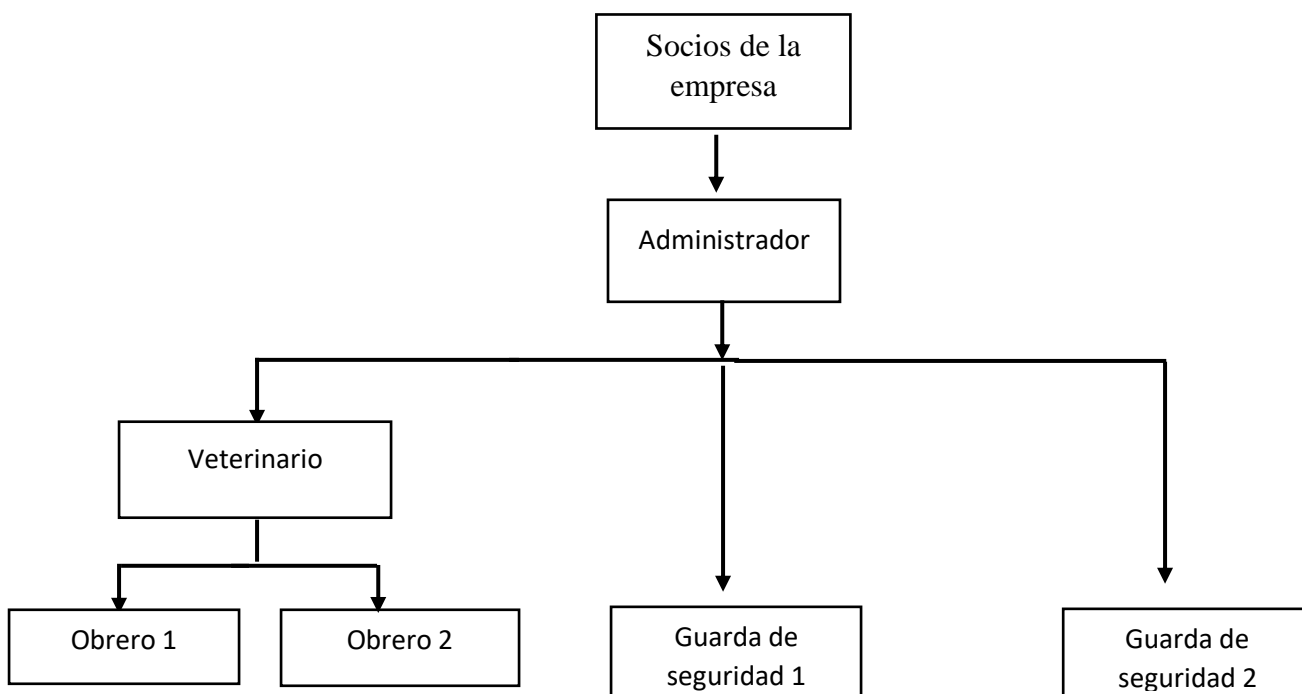 Socios de la
empresa
Administrador
Veterinario
Obrero 1
Obrero 2
Guarda de
seguridad 1
Guarda de
seguridad 2